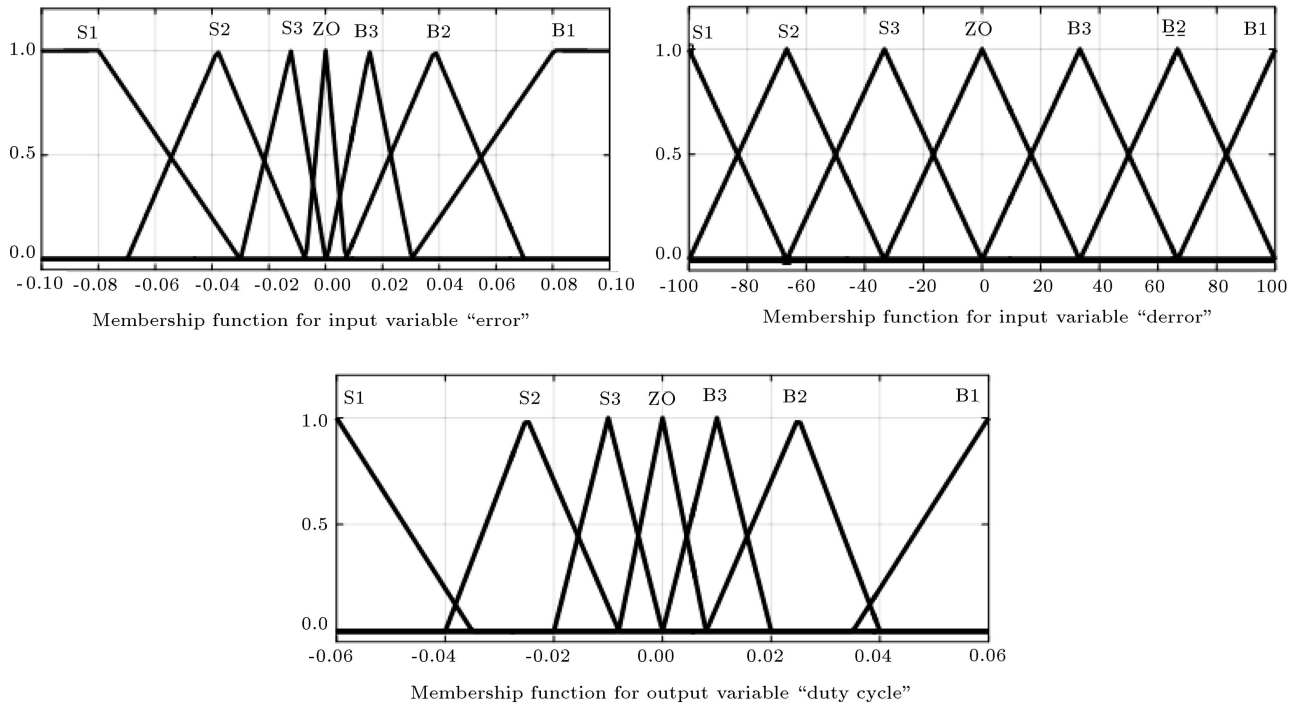 S1 S2 S3 ZO B3 B2 B1
1.0
0.5
0.0
-0.10 -0.08 -0.06 -0.04 -0.02 0.00 0.02 0.04 0.06 0.08 0.10
Membership function for input variable “error”
S1 S2 S3 ZO B3 B2 B1
1.0
0.5
0.0
-100 -80 -60 -40 -20 0 20 40 60 80 100
Membership function for input variable “derror”
S1 S2 S3 ZO B3 B2 B1
1.0
0.5
0.0
-0.06 -0.04 -0.02 0.00 0.02 0.04 0.06
Membership function for output variable “duty cycle”